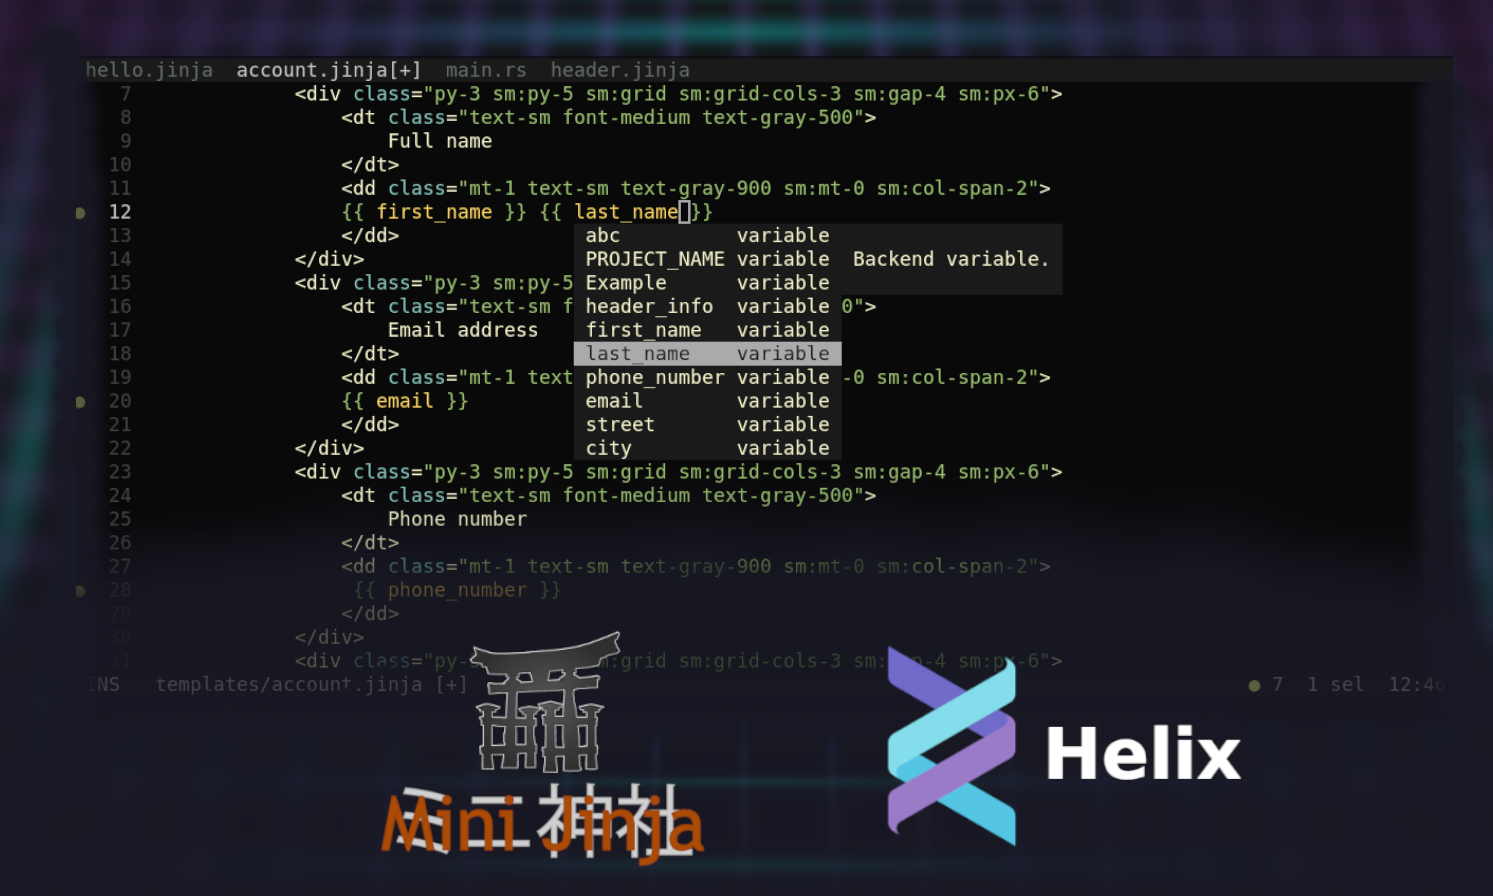 hello.jinja account.jinja[+] main.rs header.jinja
7 <div class="py-3 sm:py-5 sm:grid sm:grid-cols-3 sm:gap-4 sm:px-6">
8 <dt class="text-sm font-medium text-gray-500">
9 Full name
10 </dt>
11 <dd class="mt-1 text-sm text-gray-900 sm:mt-0 sm:col-span-2">
12 {{ first_name }} {{ last_name }}
13 </dd> abc variable
14 </div> PROJECT_NAME variable Backend variable.
15 <div class="py-3 sm:py-5 Example variable
16 <dt class="text-sm f header_info variable 0">
17 Email address first_name variable
18 </dt> last_name variable
19 <dd class="mt-1 text phone_number variable -0 sm:col-span-2">
20 {{ email }} email variable
21 </dd> street variable
22 </div> city variable
23 <div class="py-3 sm:py-5 sm:grid sm:grid-cols-3 sm:gap-4 sm:px-6">
24 <dt class="text-sm font-medium text-gray-500">
25 Phone number
26 </dt>
27 <dd class="mt-1 text-sm text-gray-900 sm:mt-0 sm:col-span-2">
28 {{ phone_number }}
29 </dd>
30 </div>
31 <div class="py- :grid sm:grid-cols-3 sm: p-4 sm:px-6">
INS templates/account.jinja [+] 7 1 sel 12:46
ミニ神社
Mini Jinja
Helix